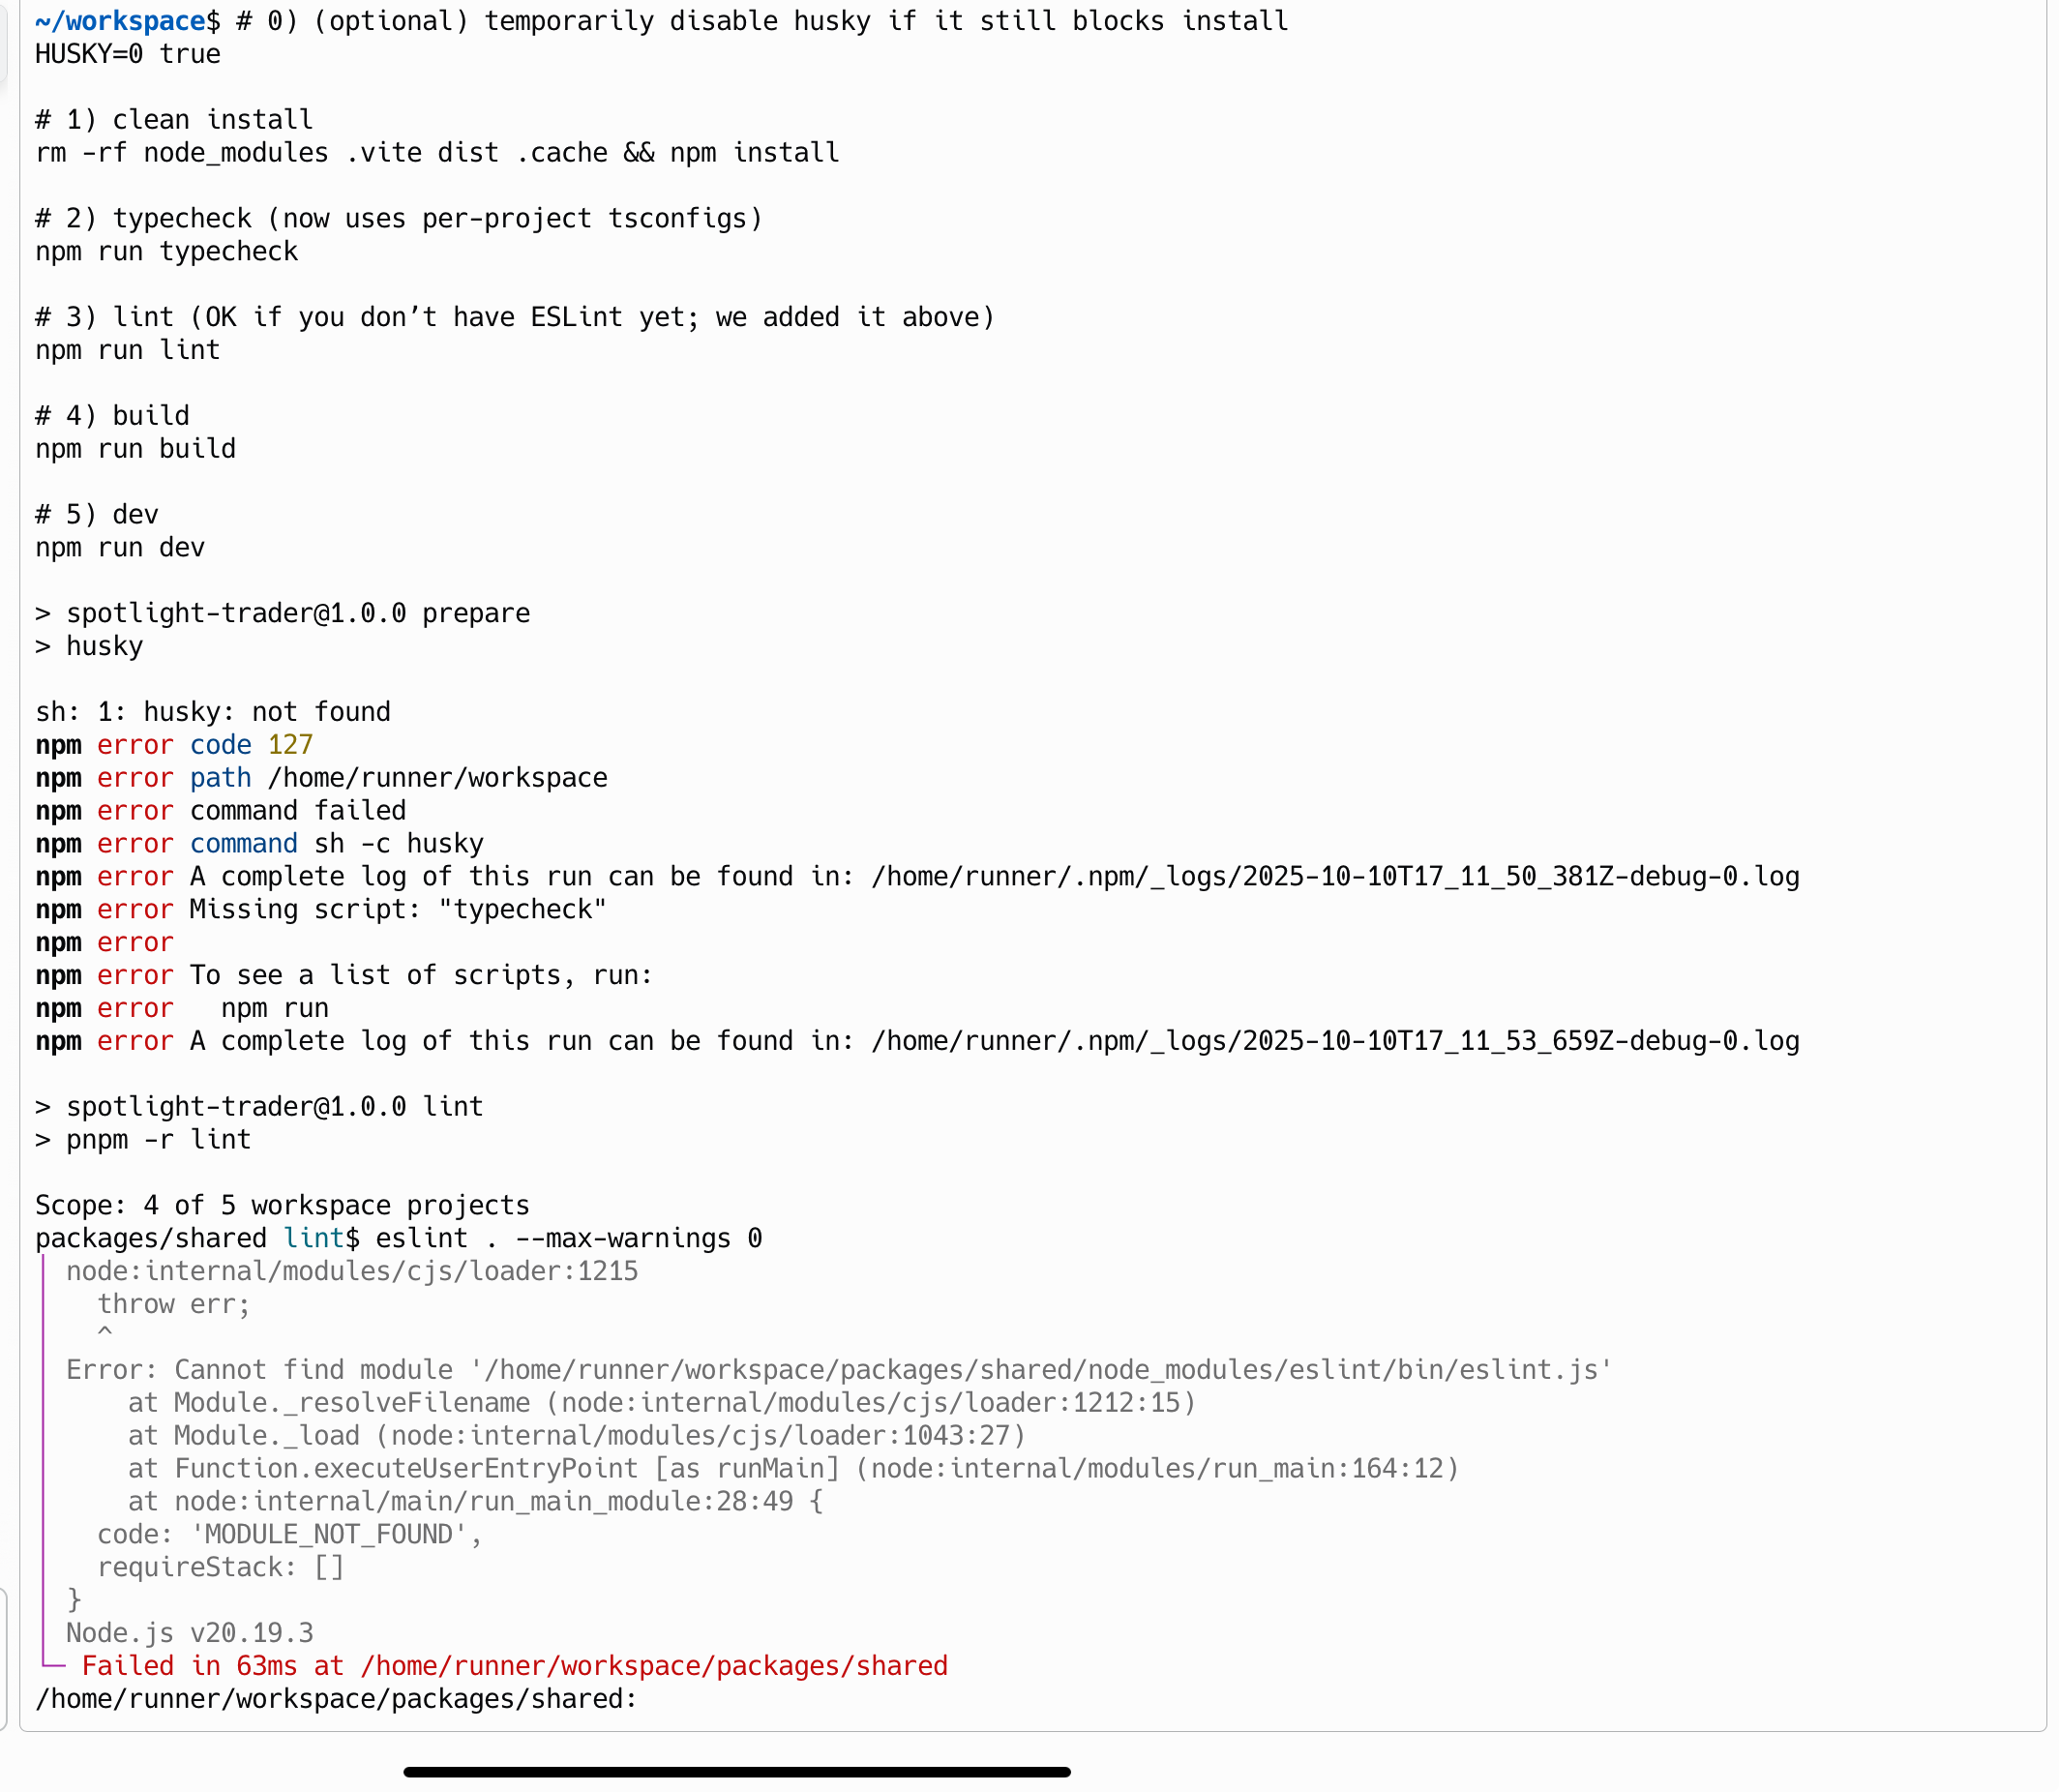 ~/workspace$ # 0) (optional) temporarily disable husky if it still blocks install
HUSKY=0 true
# 1) clean install
rm -rf node_modules .vite dist .cache && npm install
# 2) typecheck (now uses per-project tsconfigs)
npm run typecheck
# 3) lint (OK if you don’t have ESLint yet; we added it above)
npm run lint
# 4) build
npm run build
# 5) dev
npm run dev
> spotlight-trader@1.0.0 prepare
> husky
sh: 1: husky: not found
npm error code 127
npm error path /home/runner/workspace
npm error command failed
npm error command sh -c husky
npm error A complete log of this run can be found in: /home/runner/.npm/_logs/2025-10-10T17_11_50_381Z-debug-0.log
npm error Missing script: "typecheck"
npm error
npm error To see a list of scripts, run:
npm error   npm run
npm error A complete log of this run can be found in: /home/runner/.npm/_logs/2025-10-10T17_11_53_659Z-debug-0.log
> spotlight-trader@1.0.0 lint
> pnpm -r lint
Scope: 4 of 5 workspace projects
packages/shared lint$ eslint . --max-warnings 0
node:internal/modules/cjs/loader:1215
  throw err;
  ^
Error: Cannot find module '/home/runner/workspace/packages/shared/node_modules/eslint/bin/eslint.js'
    at Module._resolveFilename (node:internal/modules/cjs/loader:1212:15)
    at Module._load (node:internal/modules/cjs/loader:1043:27)
    at Function.executeUserEntryPoint [as runMain] (node:internal/modules/run_main:164:12)
    at node:internal/main/run_main_module:28:49 {
  code: 'MODULE_NOT_FOUND',
  requireStack: []
}
Node.js v20.19.3
Failed in 63ms at /home/runner/workspace/packages/shared
/home/runner/workspace/packages/shared: